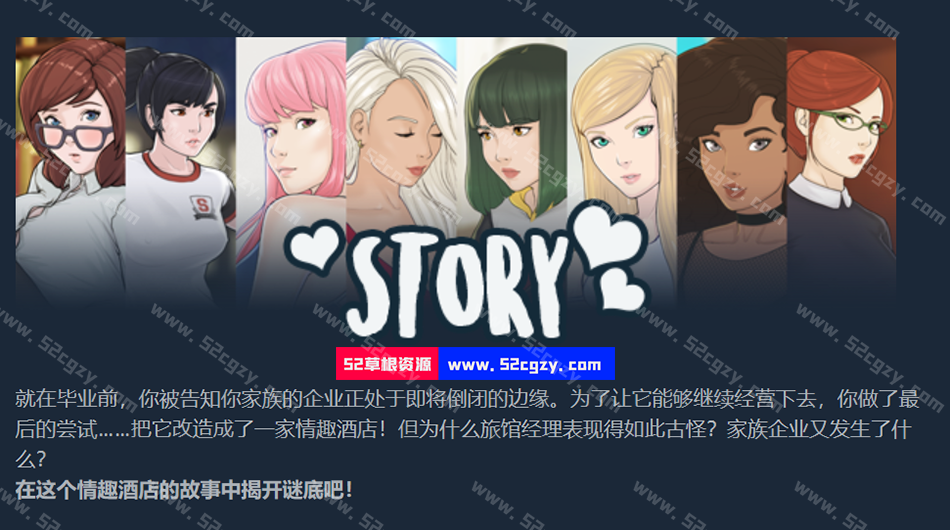 STORY
52草根资源 www.52cgzy.com
就在毕业前，你被告知你家族的企业正处于即将倒闭的边缘。为了让它能够继续经营下去，你做了最
后的尝试……把它改造成了一家情趣酒店！但为什么旅馆经理表现得如此古怪？家族企业又发生了什
么？
在这个情趣酒店的故事中揭开谜底吧！
www.52cgzy.com
S